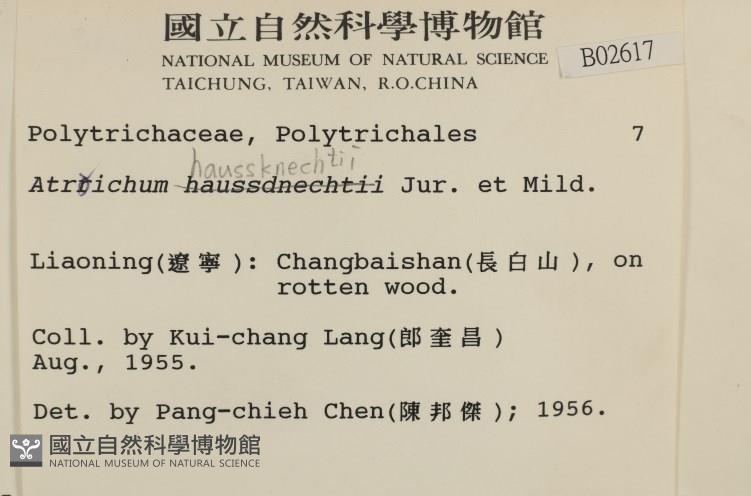 國立自然科學博物館
NATIONAL MUSEUM OF NATURAL SCIENCE
TAICHUNG, TAIWAN, R.O.CHINA
B02617
Polytrichaceae, Polytrichales 7
haussknechtii
Atrichum haussdnechtii Jur. et Mild.
Liaoning(遼寧): Changbaishan(長白山), on
rotten wood.
Coll. by Kui-chang Lang(郎奎昌)
Aug., 1955.
Det. by Pang-chieh Chen(陳邦傑); 1956.
國立自然科學博物館
NATIONAL MUSEUM OF NATURAL SCIENCE